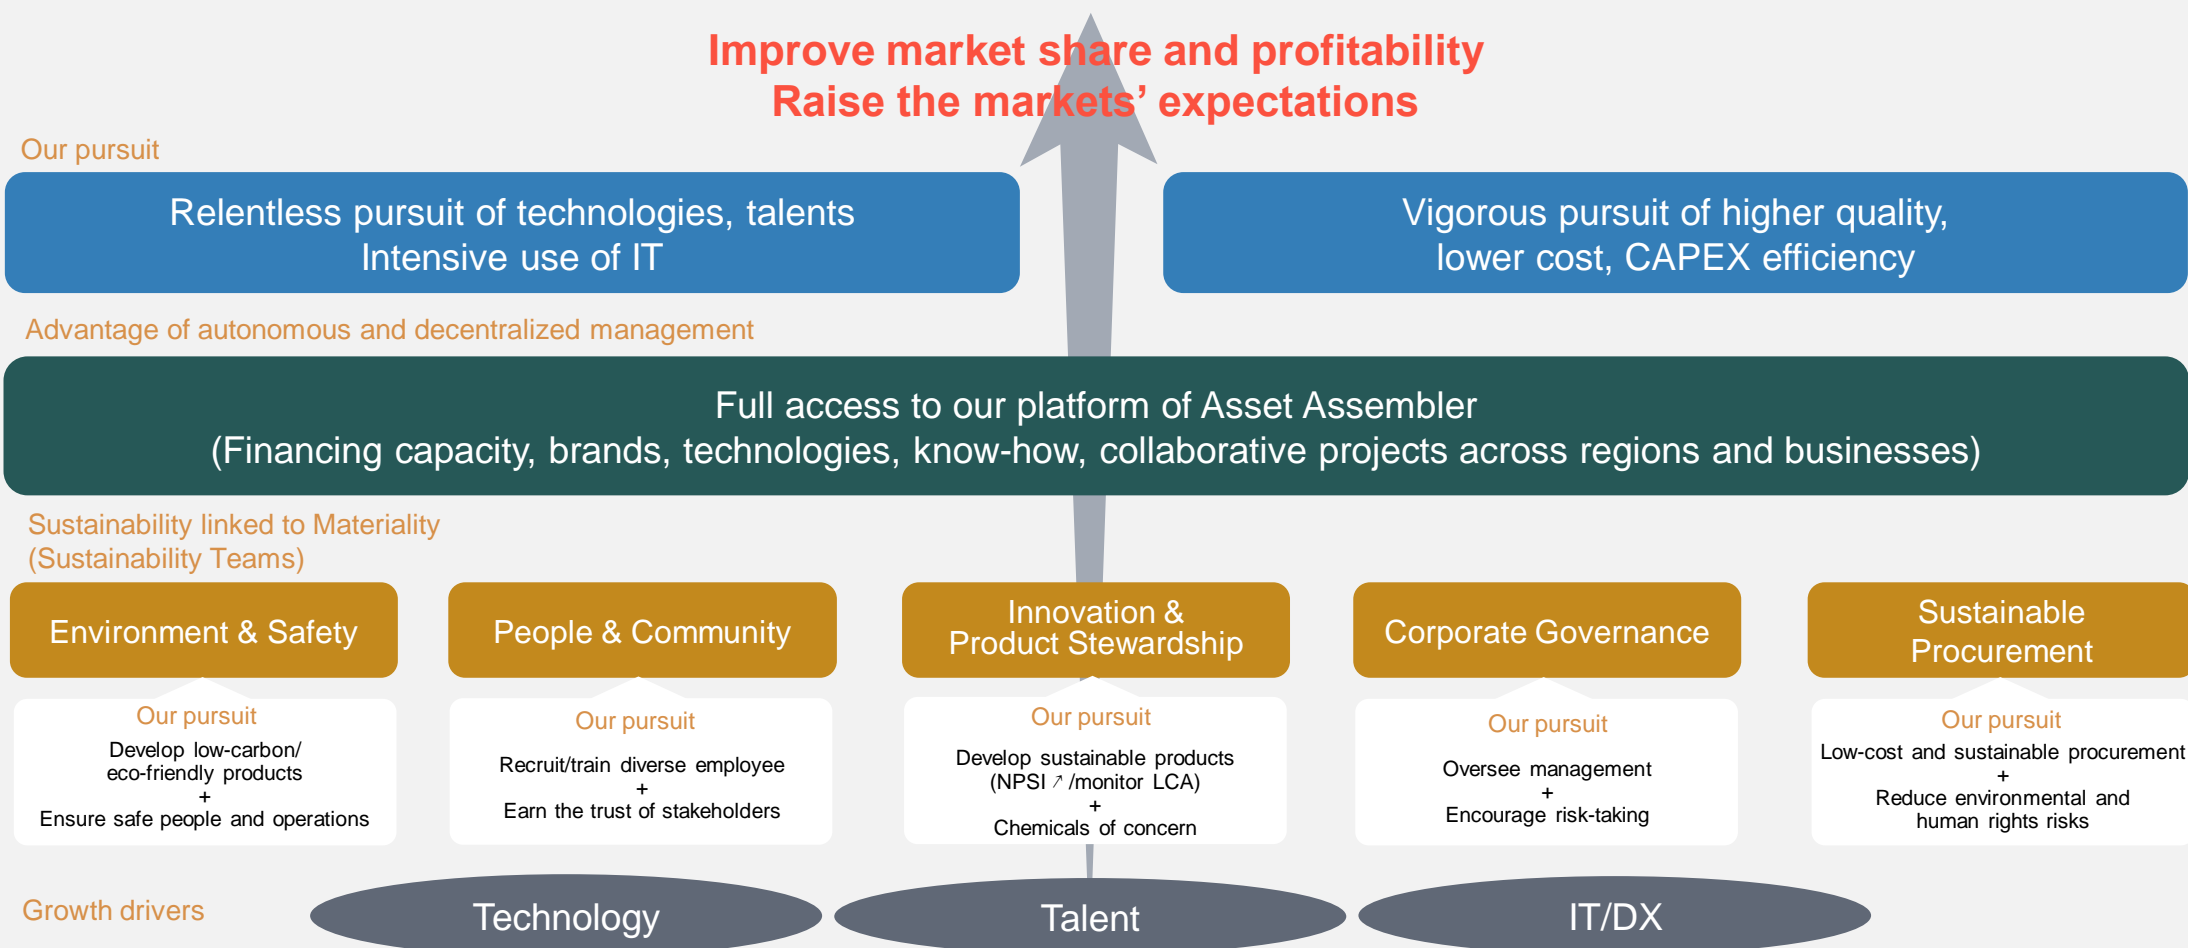 Improve market share and profitability
Raise the markets’ expectations
Our pursuit
Relentless pursuit of technologies, talents
Intensive use of IT
Vigorous pursuit of higher quality,
lower cost, CAPEX efficiency
Advantage of autonomous and decentralized management
Full access to our platform of Asset Assembler
(Financing capacity, brands, technologies, know-how, collaborative projects across regions and businesses)
Sustainability linked to Materiality
(Sustainability Teams)
Environment & Safety
Our pursuit
Develop low-carbon/
eco-friendly products
+
Ensure safe people and operations
People & Community
Our pursuit
Recruit/train diverse employee
+
Earn the trust of stakeholders
Innovation &
Product Stewardship
Our pursuit
Develop sustainable products
(NPSI↗/monitor LCA)
+
Chemicals of concern
Corporate Governance
Our pursuit
Oversee management
+
Encourage risk-taking
Sustainable
Procurement
Our pursuit
Low-cost and sustainable procurement
+
Reduce environmental and
human rights risks
Growth drivers
Technology
Talent
IT/DX